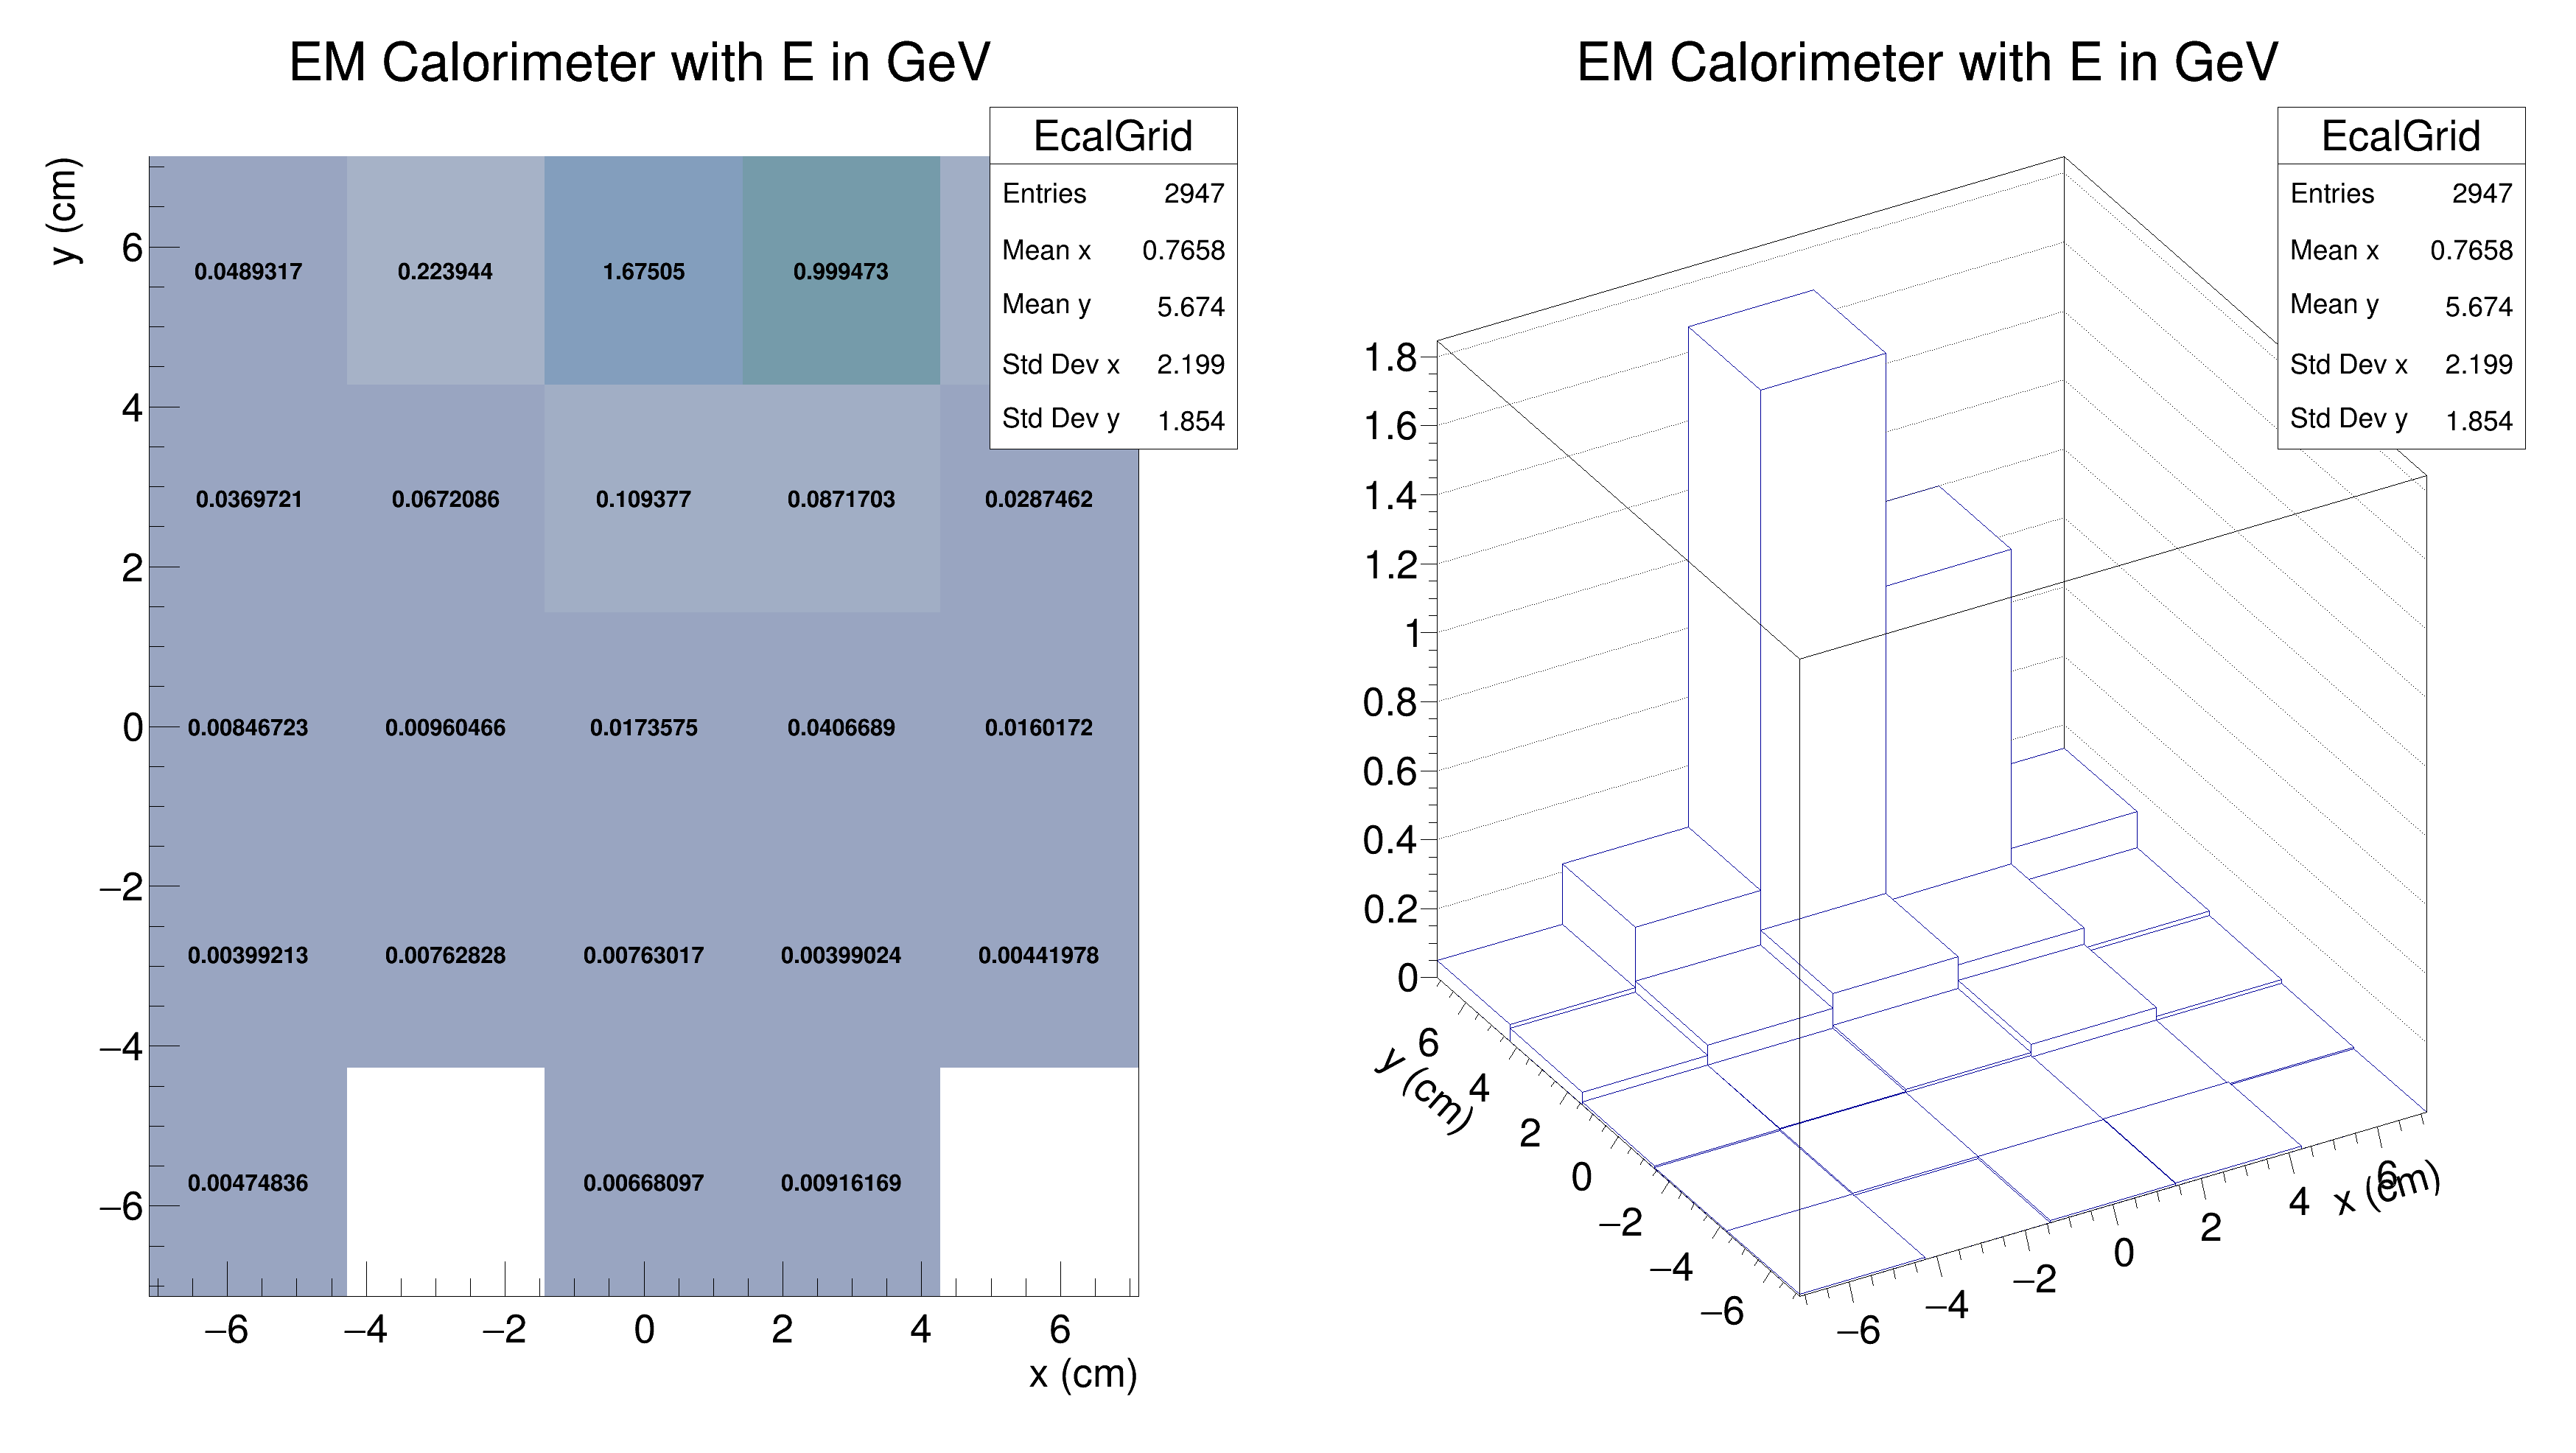 EM Calorimeter with E in GeV
EcalGrid
Entries 2947
Mean x 0.7658
Mean y 5.674
Std Dev x 2.199
Std Dev y 1.854
y (cm)
6
4
2
0
−2
−4
−6
0.0489317 0.223944 1.67505 0.999473
0.0369721 0.0672086 0.109377 0.0871703 0.0287462
0.00846723 0.00960466 0.0173575 0.0406689 0.0160172
0.00399213 0.00762828 0.00763017 0.00399024 0.00441978
0.00474836 0.00668097 0.00916169
−6 −4 −2 0 2 4 6
x (cm)
EM Calorimeter with E in GeV
EcalGrid
Entries 2947
Mean x 0.7658
Mean y 5.674
Std Dev x 2.199
Std Dev y 1.854
1.8
1.6
1.4
1.2
1
0.8
0.6
0.4
0.2
0
6
4
2
0
−2
−4
−6
y (cm)
−6 −4 −2 0 2 4 6
x (cm)